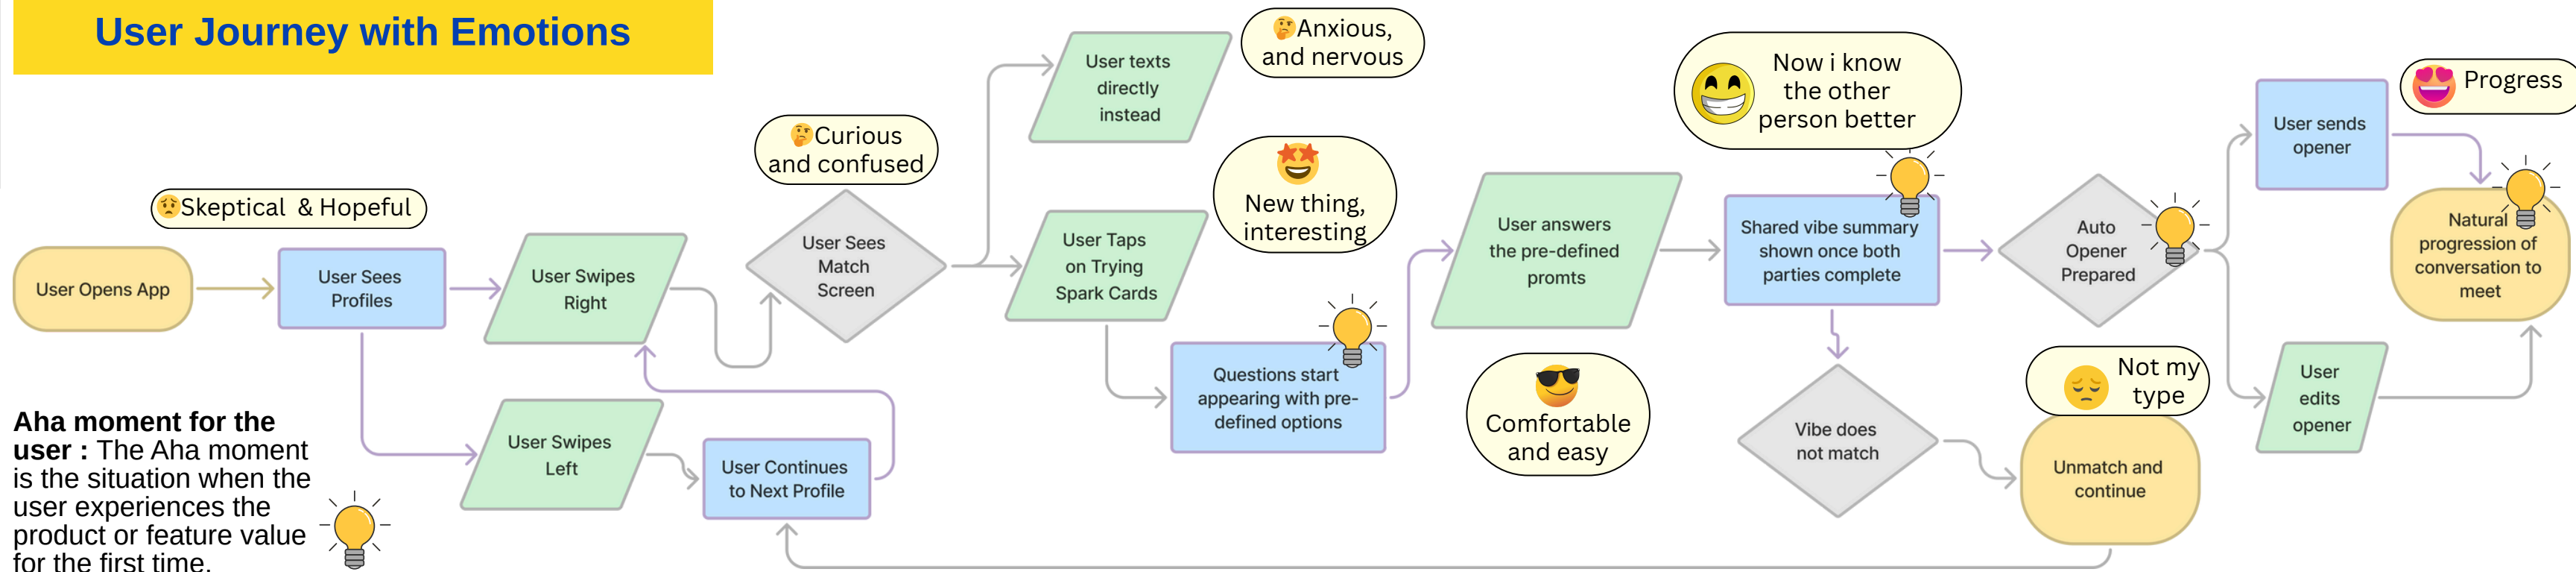 User Journey with Emotions
🤔Anxious,
and nervous
User texts
directly
instead
Now i know
the other
person better
Progress
User sends
opener
🤔Curious
and confused
New thing,
interesting
😟Skeptical & Hopeful
User Opens App
User Sees
Profiles
User Swipes
Right
User Sees
Match
Screen
User Taps
on Trying
Spark Cards
User answers
the pre-defined
promts
Shared vibe summary
shown once both
parties complete
Auto
Opener
Prepared
Natural
progression of
conversation to
meet
Questions start
appearing with pre-
defined options
Comfortable
and easy
Not my
type
User
edits
opener
Vibe does
not match
Unmatch and
continue
User Swipes
Left
User Continues
to Next Profile
Aha moment for the
user : The Aha moment
is the situation when the
user experiences the
product or feature value
for the first time.